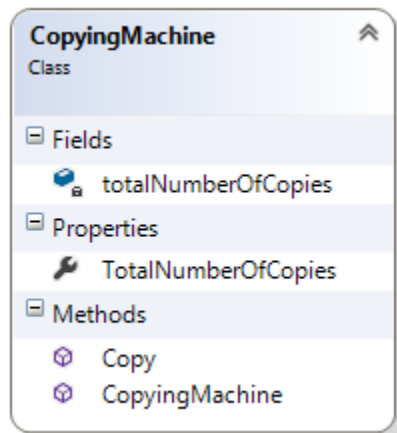 CopyingMachine
Class
Fields
totalNumberOfCopies
Properties
TotalNumberOfCopies
Methods
Copy
CopyingMachine